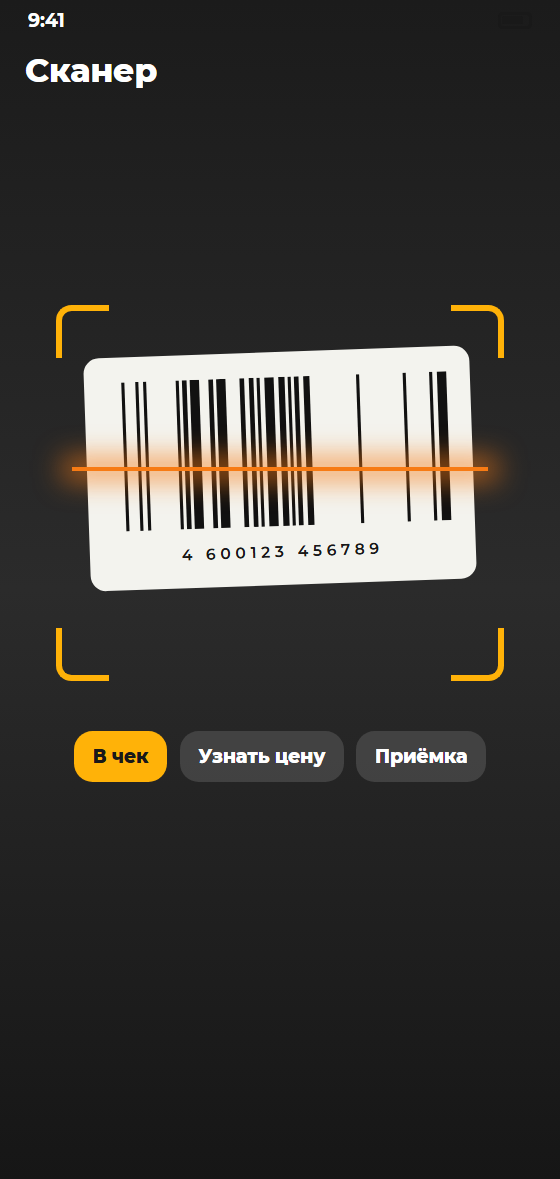 9:41
Сканер
4 600123 456789
В чек
Узнать цену
Приёмка